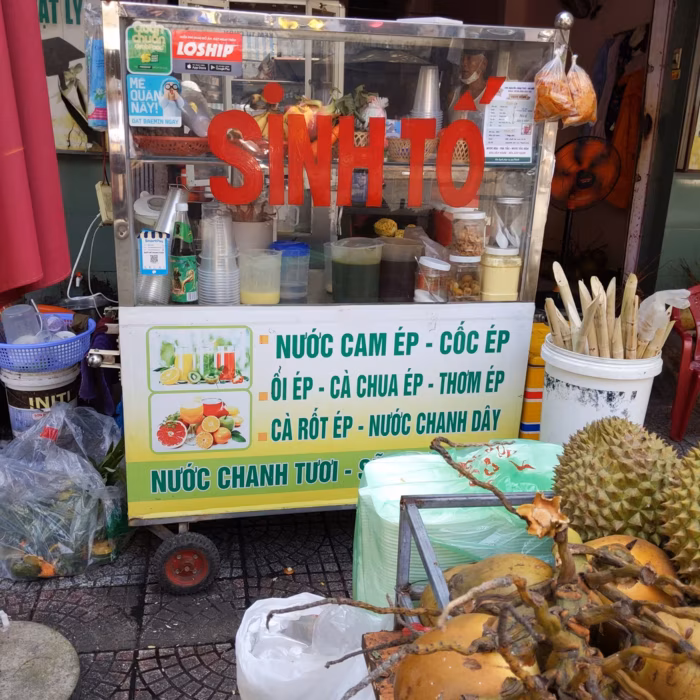 LOSHIP
MÊ
QUÁN
NÀY!
SINH TỐ
NƯỚC CAM ÉP - CỐC ÉP
ỔI ÉP - CÀ CHUA ÉP - THƠM ÉP
CÀ RỐT ÉP - NƯỚC CHANH DÂY
NƯỚC CHANH TƯƠI - S
INITI